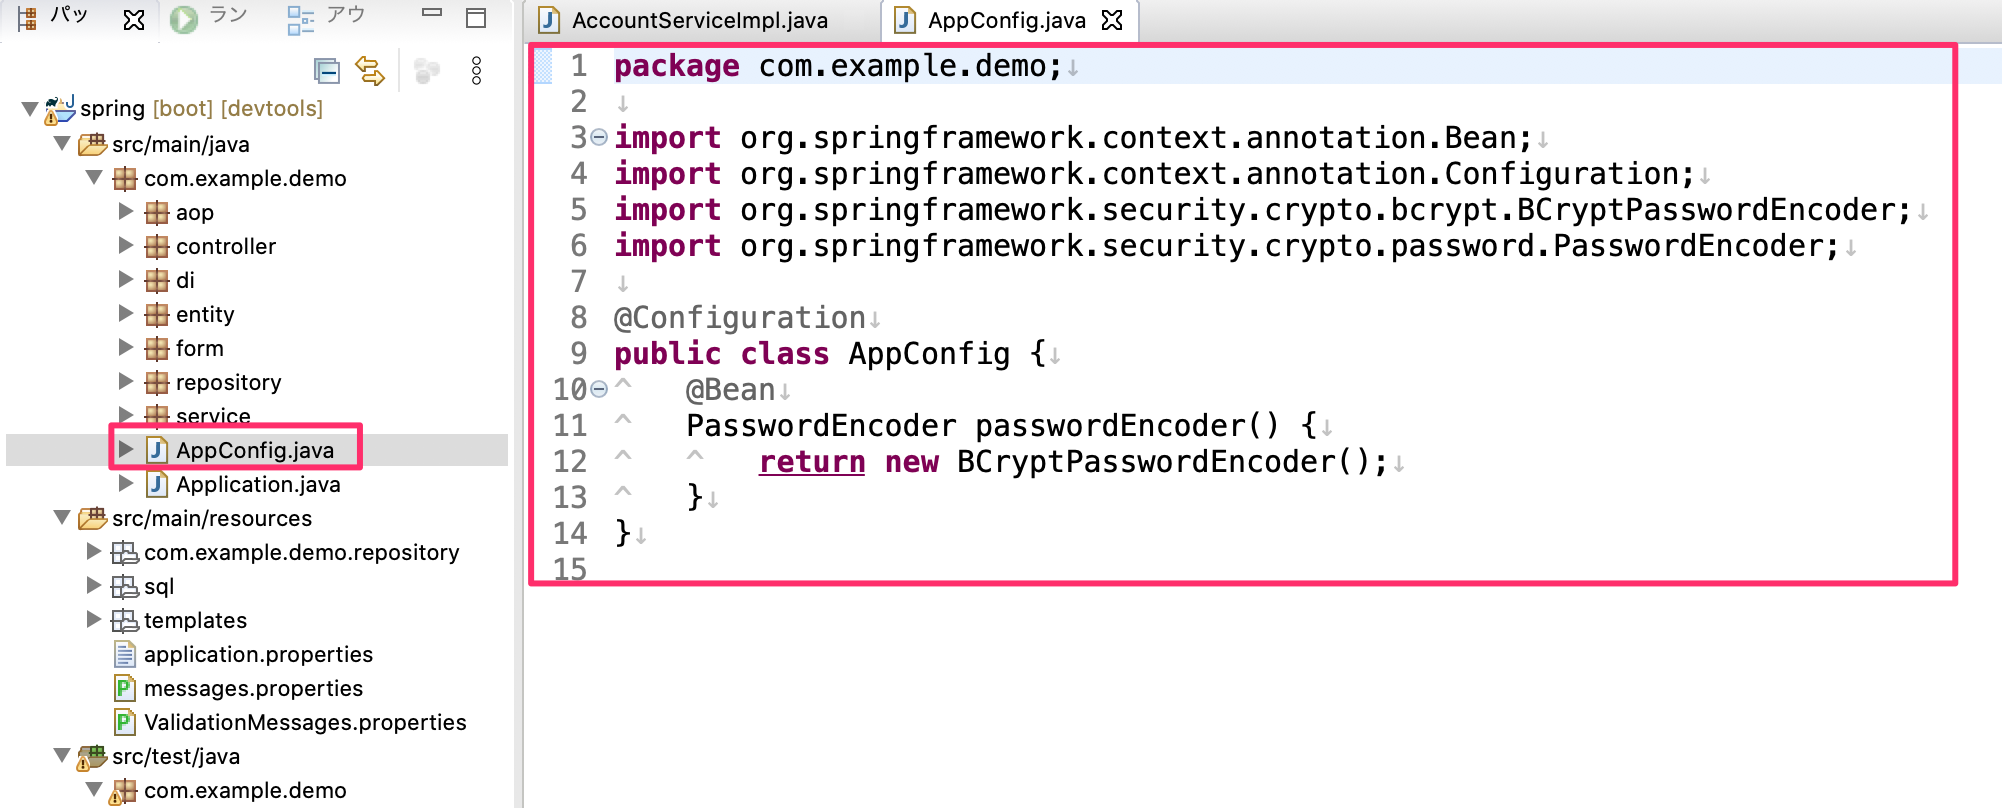 パッ
ラン
アウ
spring [boot] [devtools]
src/main/java
com.example.demo
aop
controller
di
entity
form
repository
service
AppConfig.java
Application.java
src/main/resources
com.example.demo.repository
sql
templates
application.properties
messages.properties
ValidationMessages.properties
src/test/java
com.example.demo
AccountServiceImpl.java
AppConfig.java
1 package com.example.demo;↓
2 ↓
3 import org.springframework.context.annotation.Bean;↓
4 import org.springframework.context.annotation.Configuration;↓
5 import org.springframework.security.crypto.bcrypt.BCryptPasswordEncoder;↓
6 import org.springframework.security.crypto.password.PasswordEncoder;↓
7 ↓
8 @Configuration↓
9 public class AppConfig {↓
10 ^ @Bean↓
11 ^ PasswordEncoder passwordEncoder() {↓
12 ^ ^ return new BCryptPasswordEncoder();↓
13 ^ }↓
14 }↓
15